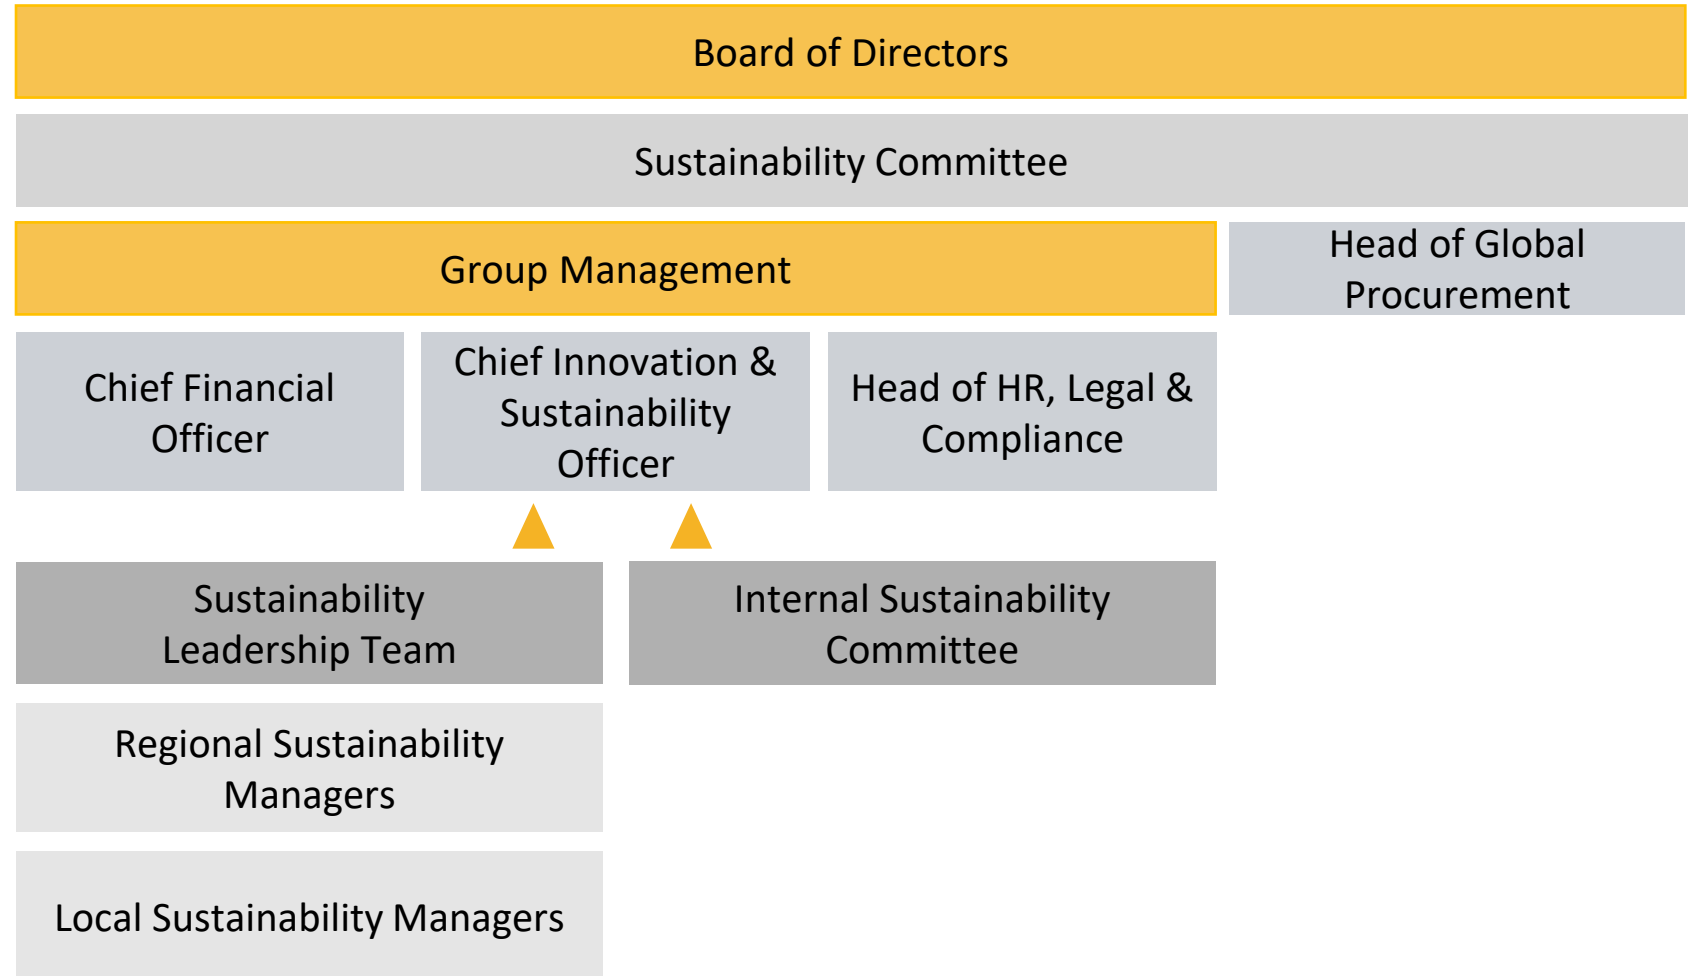 Board of Directors
Sustainability Committee
Group Management
Head of Global
Procurement
Chief Financial
Officer
Chief Innovation &
Sustainability
Officer
Head of HR, Legal &
Compliance
Sustainability
Leadership Team
Internal Sustainability
Committee
Regional Sustainability
Managers
Local Sustainability Managers